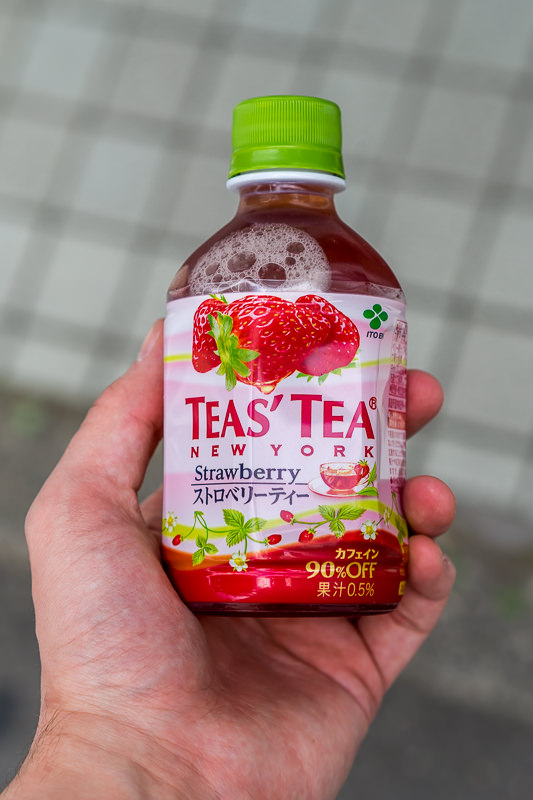 ITO EN
TEAS' TEA®
NEW YORK
Strawberry
ストロベリーティー
カフェイン
90%OFF
果汁0.5%